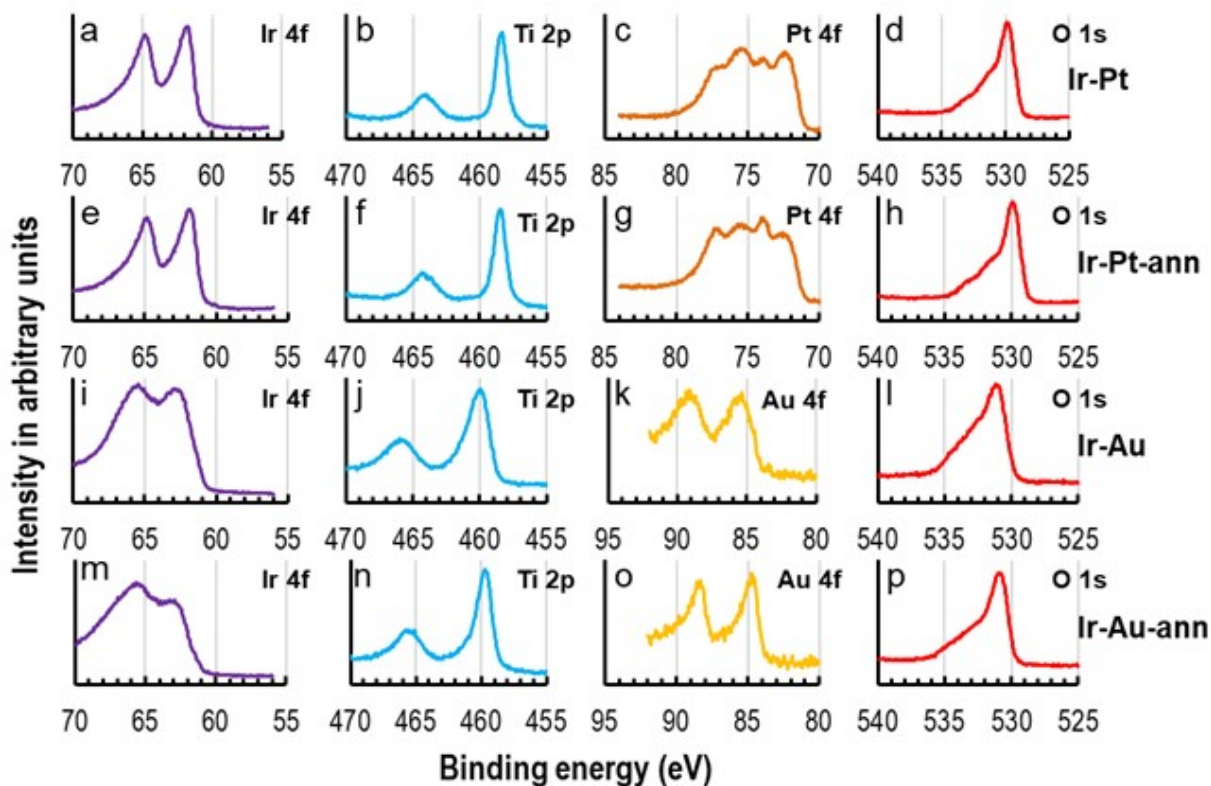 a Ir 4f b Ti 2p c Pt 4f d O 1s
Ir-Pt
70 65 60 55 470 465 460 455 85 80 75 70 540 535 530 525
e Ir 4f f Ti 2p g Pt 4f h O 1s
Ir-Pt-ann
70 65 60 55 470 465 460 455 85 80 75 70 540 535 530 525
i Ir 4f j Ti 2p k Au 4f l O 1s
Ir-Au
70 65 60 55 470 465 460 455 95 90 85 80 540 535 530 525
m Ir 4f n Ti 2p o Au 4f p O 1s
Ir-Au-ann
70 65 60 55 470 465 460 455 95 90 85 80 540 535 530 525
Intensity in arbitrary units
Binding energy (eV)